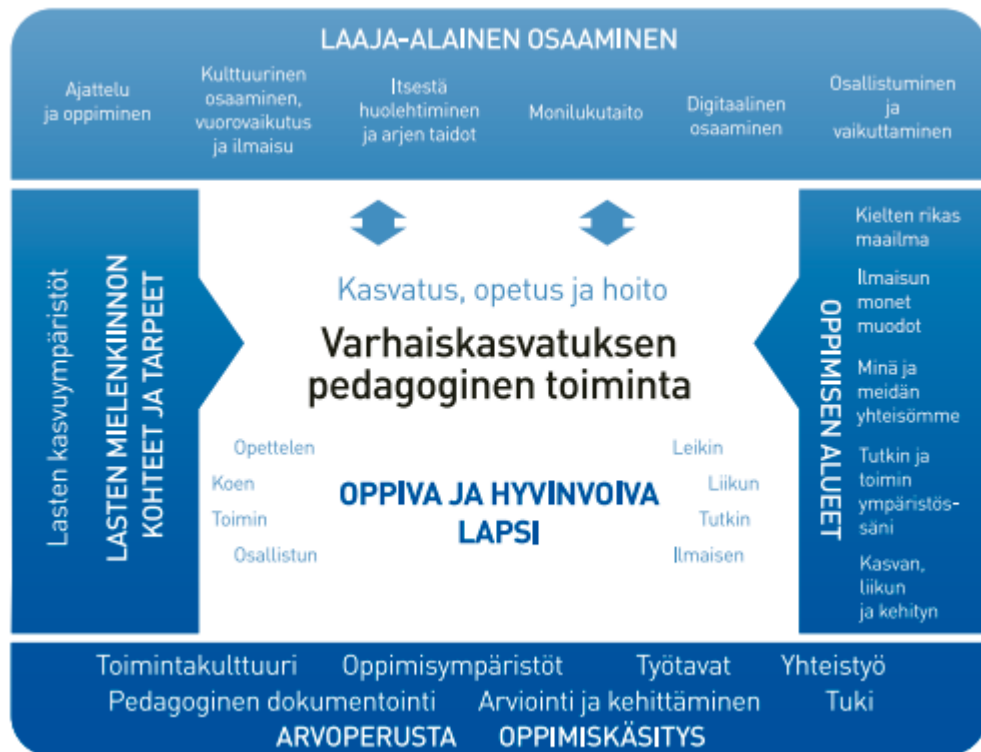 LAAJA-ALAINEN OSAAMINEN
Ajattelu
ja oppiminen
Kulttuurinen
osaaminen,
vuorovaikutus
ja ilmaisu
Itsestä
huolehtiminen
ja arjen taidot
Monilukutaito
Digitaalinen
osaaminen
Osallistuminen
ja
vaikuttaminen
Lasten kasvuympäristöt
LASTEN MIELENKIINNON
KOHTEET JA TARPEET
Kasvatus, opetus ja hoito
Varhaiskasvatuksen
pedagoginen toiminta
Opettelen
Koen
Toimin
Osallistun
OPPIVA JA HYVINVOIVA
LAPSI
Leikin
Liikun
Tutkin
Ilmaisen
OPPIMISEN ALUEET
Kielten rikas
maailma
Ilmaisun
monet
muodot
Minä ja
meidän
yhteisömme
Tutkin ja
toimin
ympäristös-
säni
Kasvan,
liikun
ja kehityn
Toimintakulttuuri Oppimisympäristöt Työtavat Yhteistyö
Pedagoginen dokumentointi Arviointi ja kehittäminen Tuki
ARVOPERUSTA OPPIMISKÄSITYS